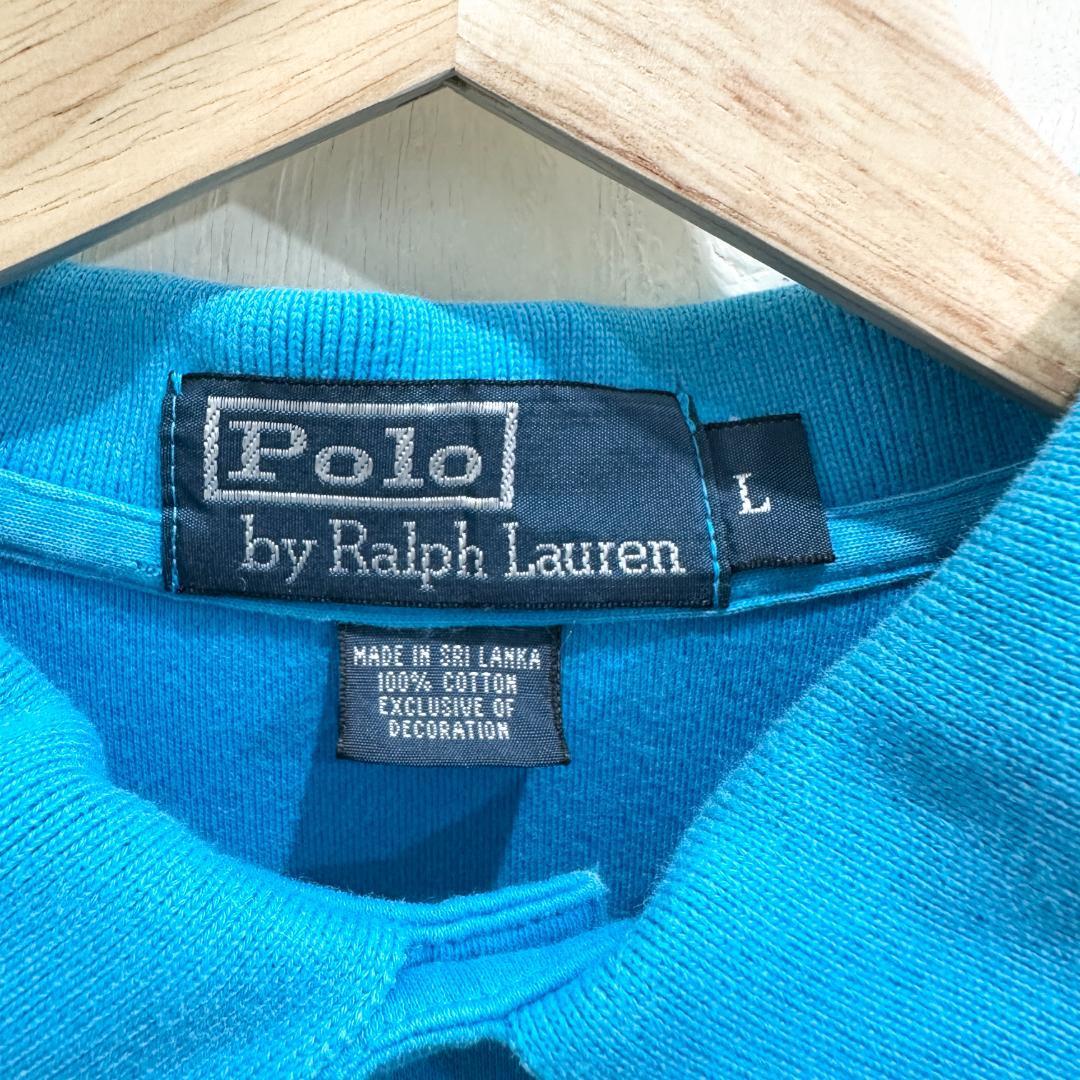 Polo
by Ralph Lauren
L
MADE IN SRI LANKA
100% COTTON
EXCLUSIVE OF
DECORATION